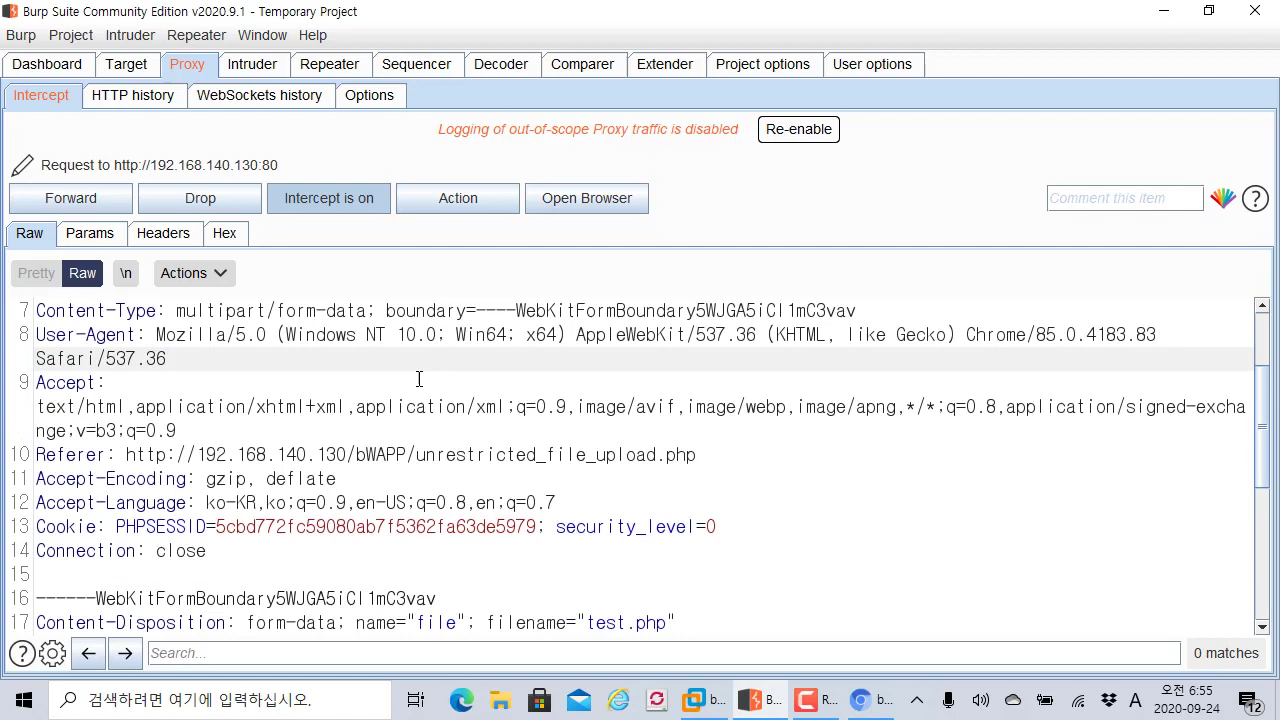 Burp Suite Community Edition v2020.9.1 - Temporary Project
Burp Project Intruder Repeater Window Help
Dashboard Target Proxy Intruder Repeater Sequencer Decoder Comparer Extender Project options User options
Intercept HTTP history WebSockets history Options
Logging of out-of-scope Proxy traffic is disabled Re-enable
Request to http://192.168.140.130:80
Forward Drop Intercept is on Action Open Browser Comment this item ?
Raw Params Headers Hex
Pretty Raw \n Actions
7 Content-Type: multipart/form-data; boundary=----WebKitFormBoundary5WJGA5iCl1mC3vav
8 User-Agent: Mozilla/5.0 (Windows NT 10.0; Win64; x64) AppleWebKit/537.36 (KHTML, like Gecko) Chrome/85.0.4183.83
Safari/537.36
9 Accept:
text/html,application/xhtml+xml,application/xml;q=0.9,image/avif,image/webp,image/apng,*/*;q=0.8,application/signed-excha
nge;v=b3;q=0.9
10 Referer: http://192.168.140.130/bWAPP/unrestricted_file_upload.php
11 Accept-Encoding: gzip, deflate
12 Accept-Language: ko-KR,ko;q=0.9,en-US;q=0.8,en;q=0.7
13 Cookie: PHPSESSID=5cbd772fc59080ab7f5362fa63de5979; security_level=0
14 Connection: close
15
16 ------WebKitFormBoundary5WJGA5iCl1mC3vav
17 Content-Disposition: form-data; name="file"; filename="test.php"
? Search... 0 matches
검색하려면 여기에 입력하십시오. b... B... R... b... A 오전 6:55
2020-09-24 12